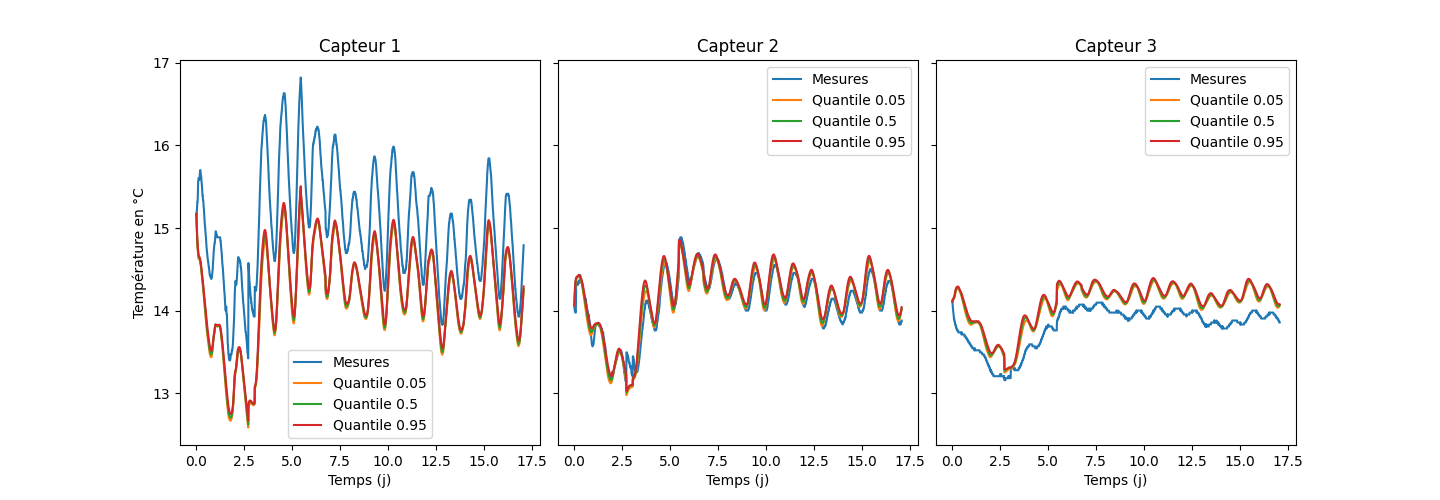 Capteur 1
Capteur 2
Capteur 3
Température en °C
17
16
15
14
13
Mesures
Quantile 0.05
Quantile 0.5
Quantile 0.95
Mesures
Quantile 0.05
Quantile 0.5
Quantile 0.95
Mesures
Quantile 0.05
Quantile 0.5
Quantile 0.95
0.0 2.5 5.0 7.5 10.0 12.5 15.0 17.5
0.0 2.5 5.0 7.5 10.0 12.5 15.0 17.5
0.0 2.5 5.0 7.5 10.0 12.5 15.0 17.5
Temps (j)
Temps (j)
Temps (j)